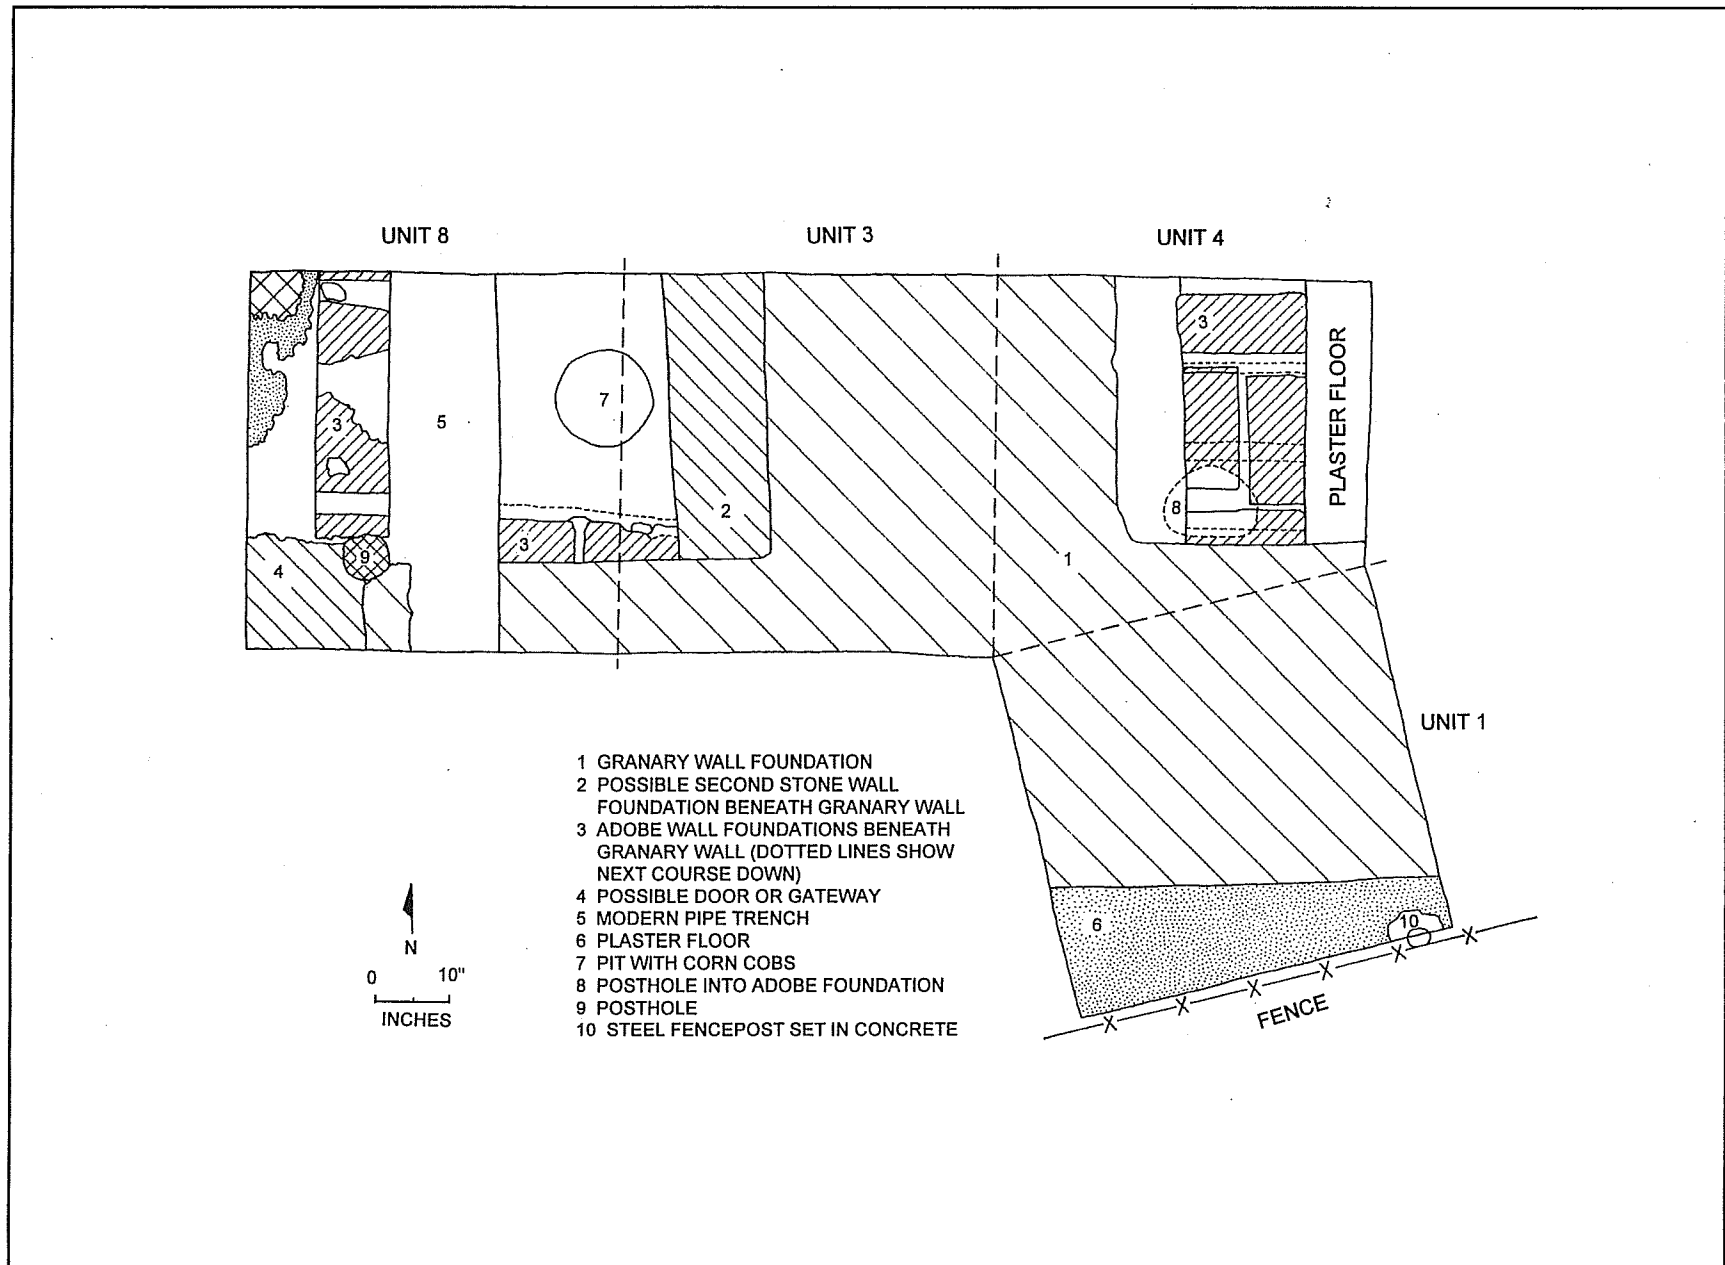 UNIT 8
UNIT 3
UNIT 4
3
PLASTER FLOOR
7
5
3
2
8
3
9
4
1
UNIT 1
1 GRANARY WALL FOUNDATION
2 POSSIBLE SECOND STONE WALL
FOUNDATION BENEATH GRANARY WALL
3 ADOBE WALL FOUNDATIONS BENEATH
GRANARY WALL (DOTTED LINES SHOW
NEXT COURSE DOWN)
4 POSSIBLE DOOR OR GATEWAY
5 MODERN PIPE TRENCH
6 PLASTER FLOOR
7 PIT WITH CORN COBS
8 POSTHOLE INTO ADOBE FOUNDATION
9 POSTHOLE
10 STEEL FENCEPOST SET IN CONCRETE
N
0 10"
INCHES
6
10
FENCE